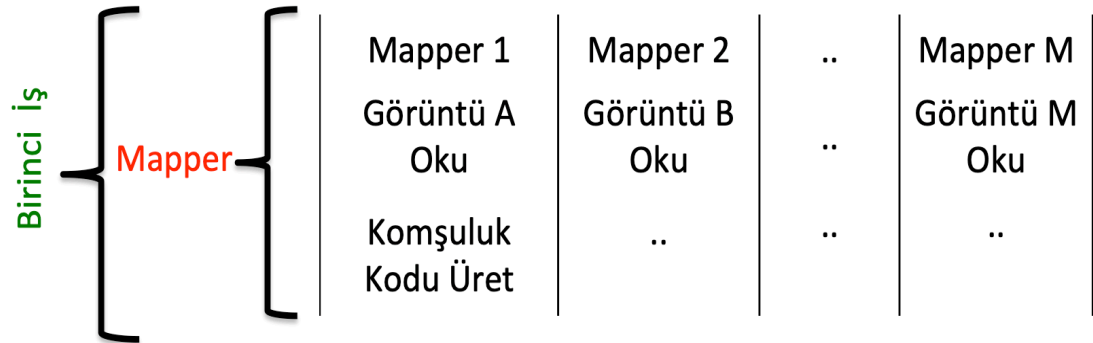 Birinci İş
Mapper
Mapper 1
Görüntü A
Oku
Komşuluk
Kodu Üret
Mapper 2
Görüntü B
Oku
..
..
..
..
Mapper M
Görüntü M
Oku
..